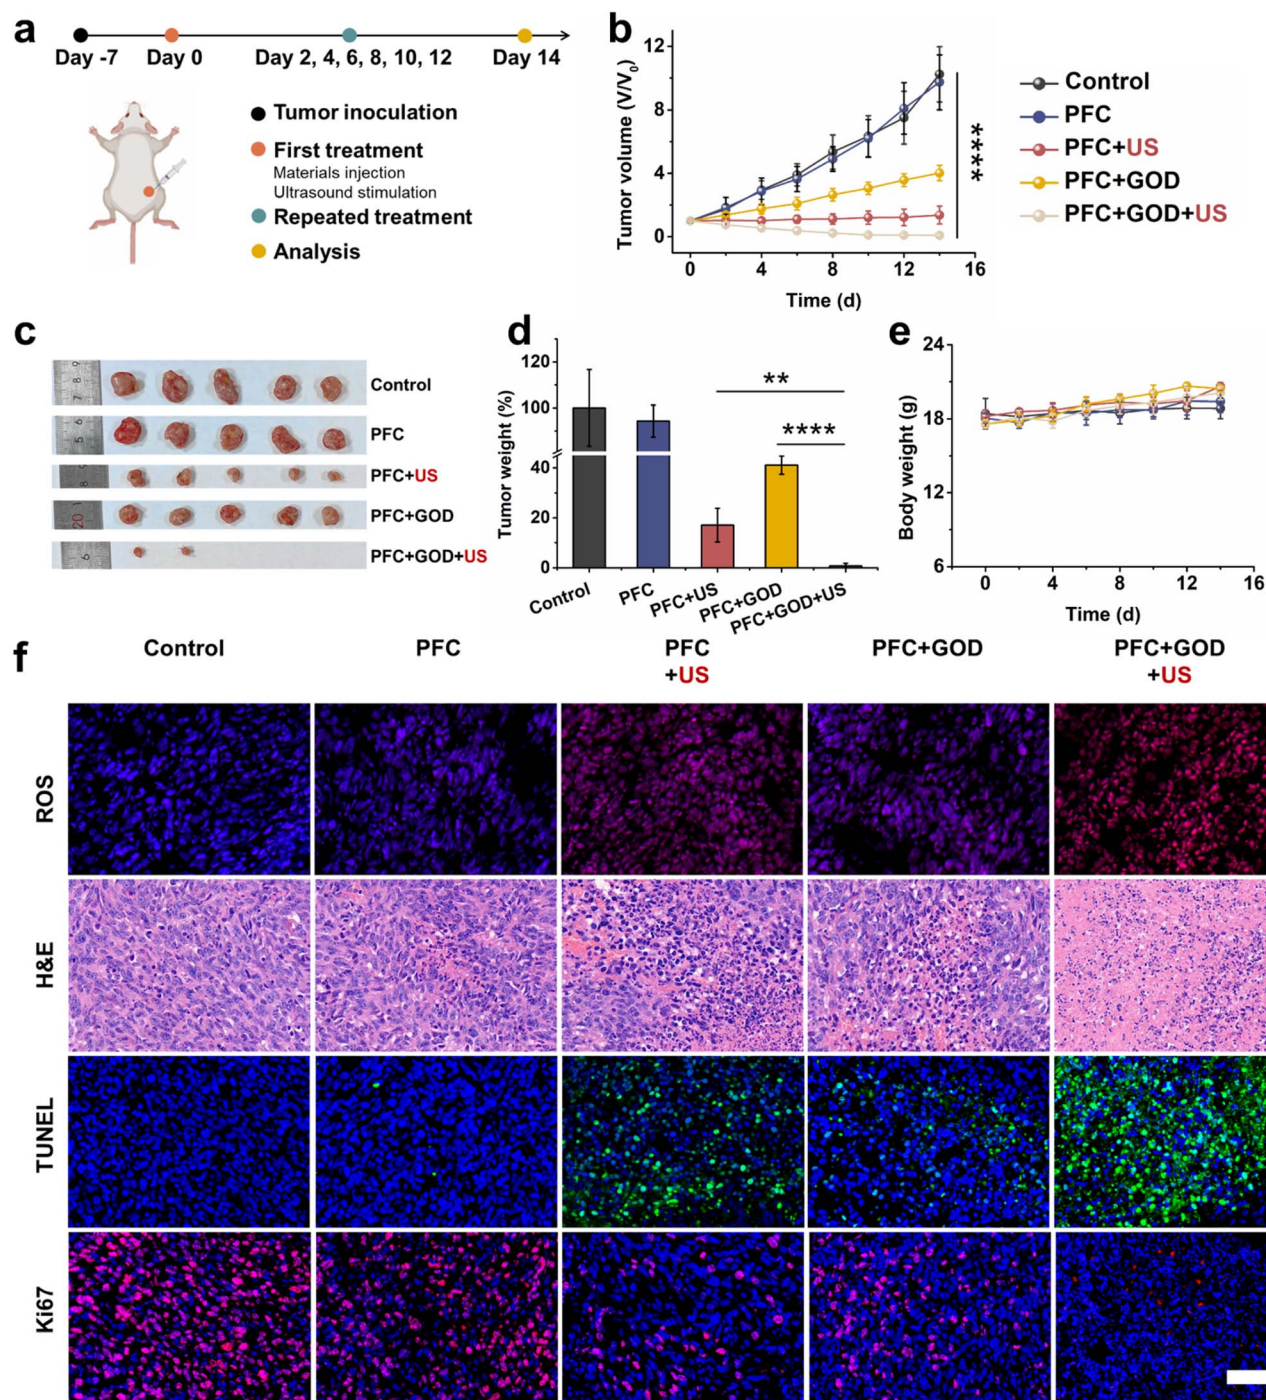 a
Day -7
Day 0
Day 2, 4, 6, 8, 10, 12
Day 14
Tumor inoculation
First treatment
Materials injection
Ultrasound stimulation
Repeated treatment
Analysis
b
Tumor volume (V/V0)
12
8
4
0
0 4 8 12 16
Time (d)
****
Control
PFC
PFC+US
PFC+GOD
PFC+GOD+US
c
Control
PFC
PFC+US
PFC+GOD
PFC+GOD+US
d
Tumor weight (%)
120
100
40
20
0
**
****
Control
PFC
PFC+US
PFC+GOD
PFC+GOD+US
e
Body weight (g)
24
18
12
6
0 4 8 12 16
Time (d)
f
Control
PFC
PFC
+US
PFC+GOD
PFC+GOD
+US
ROS
H&E
TUNEL
Ki67